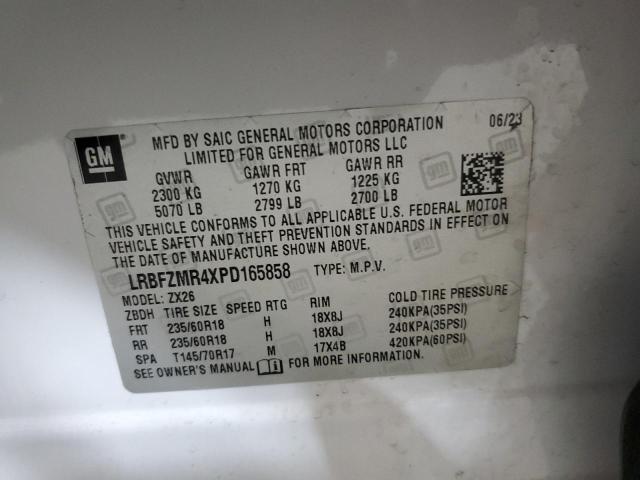 GM
MFD BY SAIC GENERAL MOTORS CORPORATION 06/23
LIMITED FOR GENERAL MOTORS LLC
GVWR GAWR FRT GAWR RR
2300 KG 1270 KG 1225 KG
5070 LB 2799 LB 2700 LB
THIS VEHICLE CONFORMS TO ALL APPLICABLE U.S. FEDERAL MOTOR
VEHICLE SAFETY AND THEFT PREVENTION STANDARDS IN EFFECT ON
THE DATE OF MANUFACTURE SHOWN ABOVE.
LRBFZMR4XPD165858 TYPE: M.P.V.
MODEL: ZX26
ZBDH TIRE SIZE SPEED RTG RIM COLD TIRE PRESSURE
FRT 235/60R18 H 18X8J 240KPA(35PSI)
RR 235/60R18 H 18X8J 240KPA(35PSI)
SPA T145/70R17 M 17X4B 420KPA(60PSI)
SEE OWNER'S MANUAL FOR MORE INFORMATION.